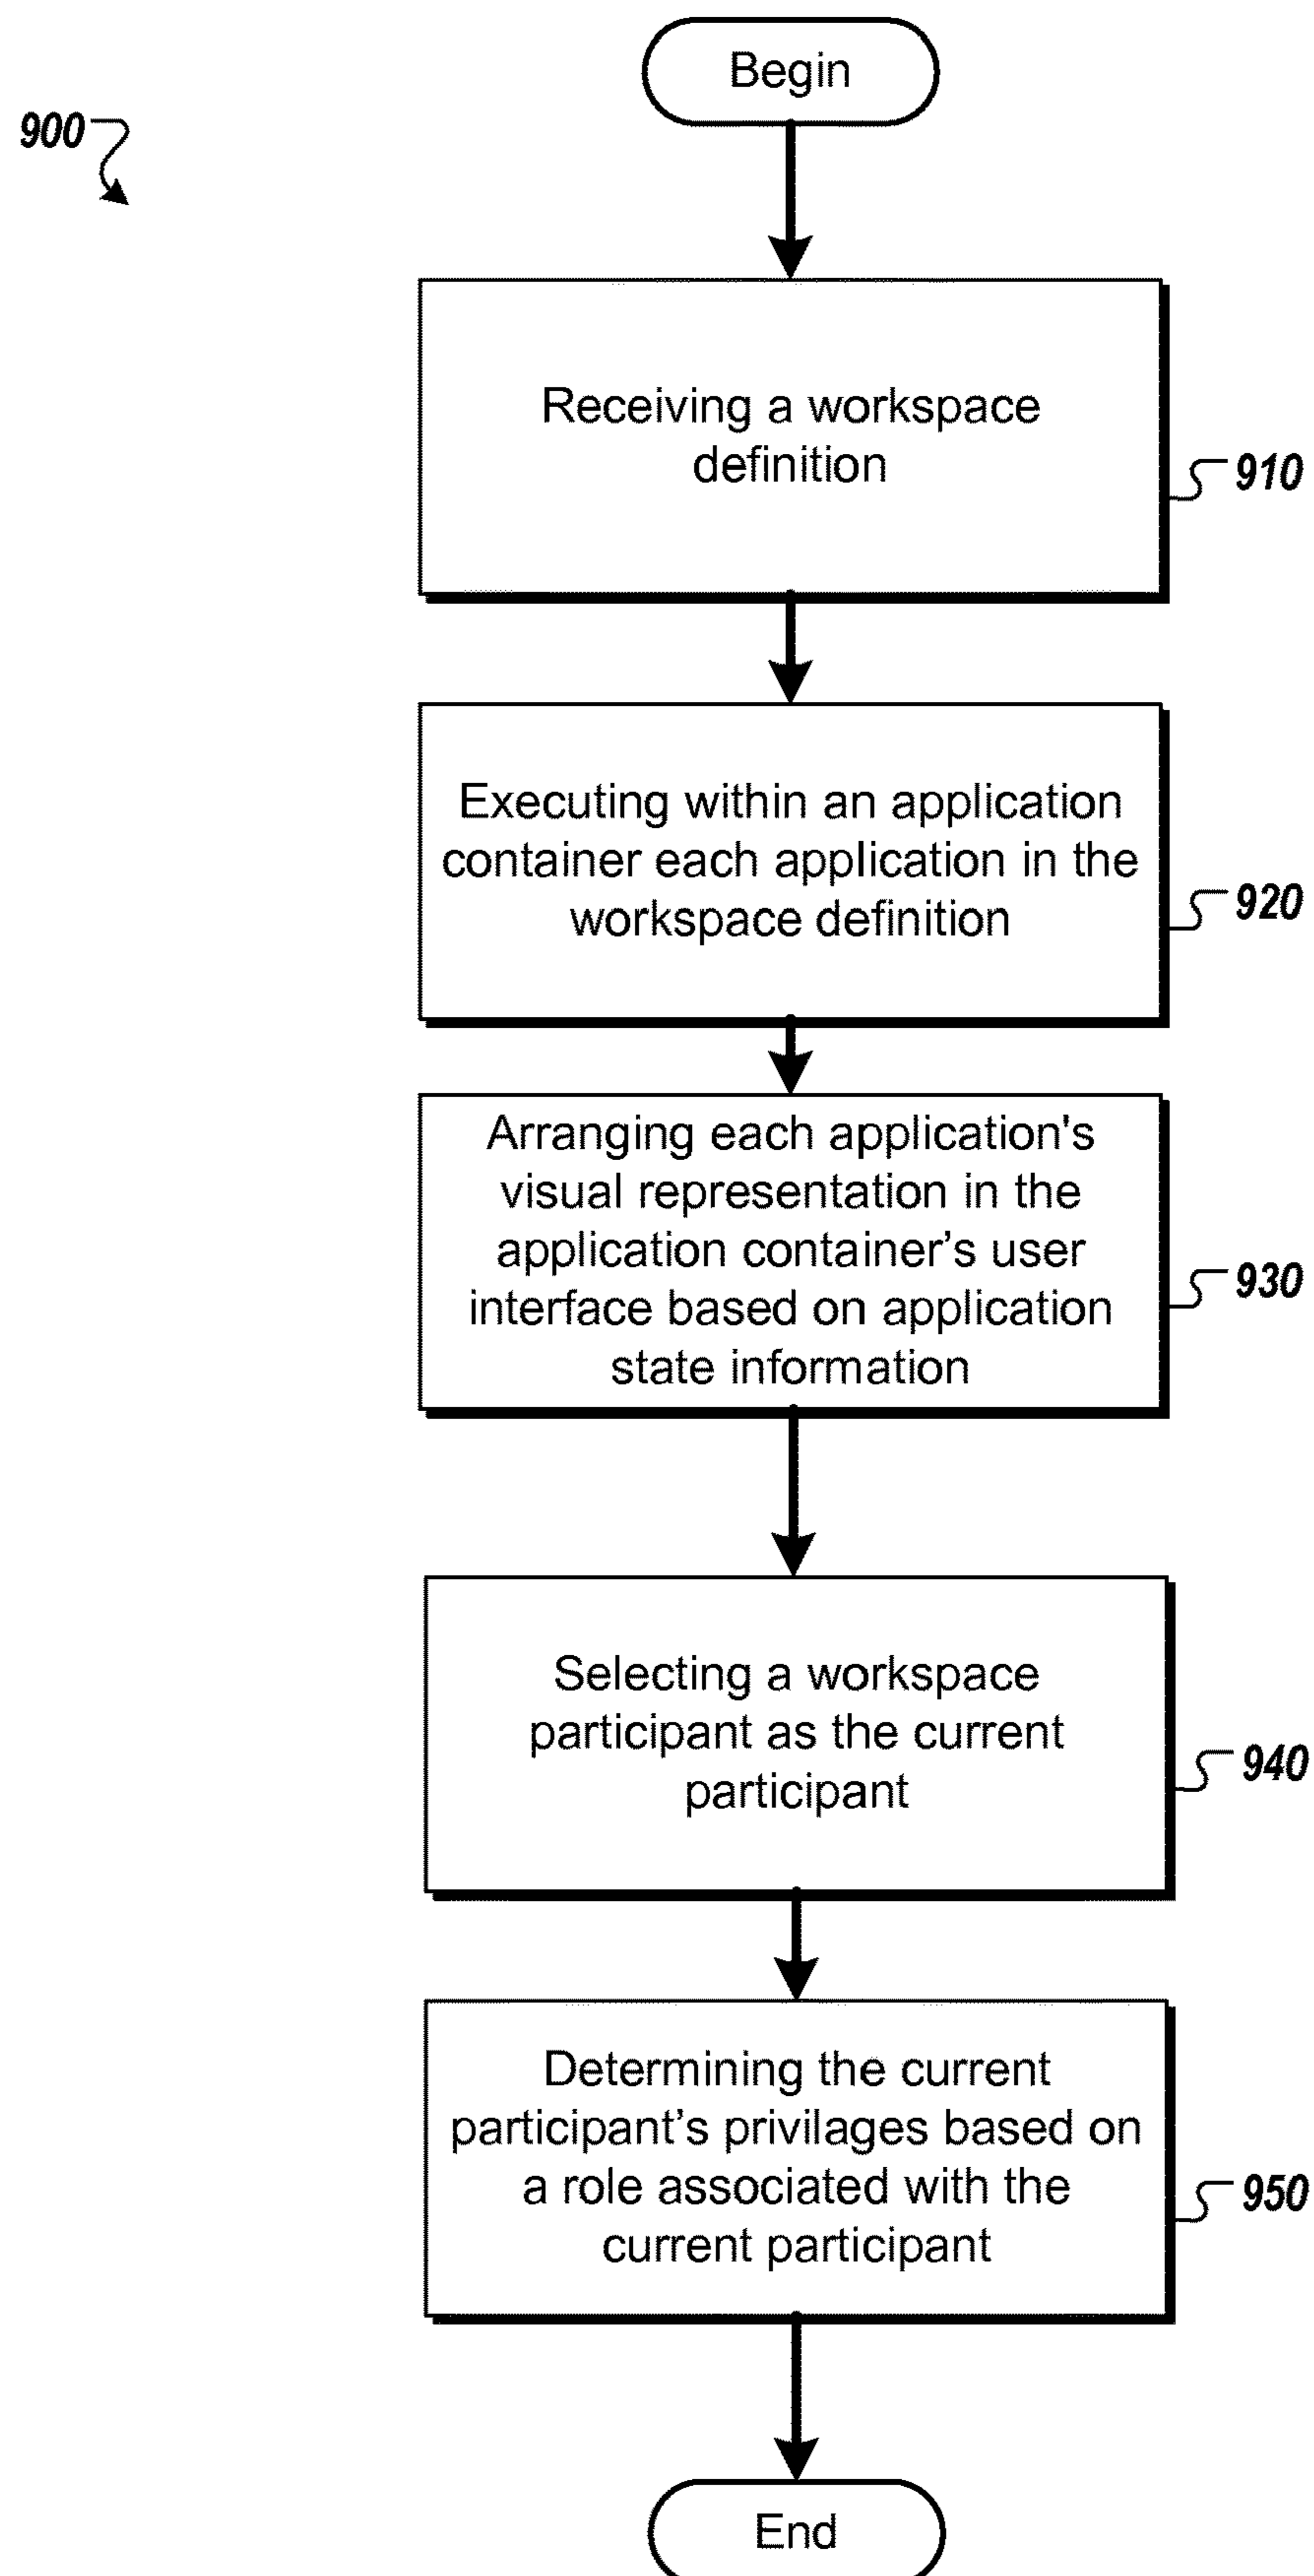 Begin
900
Receiving a workspace
definition
910
Executing within an application
container each application in the
workspace definition
920
Arranging each application's
visual representation in the
application container’s user
interface based on application
state information
930
Selecting a workspace
participant as the current
participant
940
Determining the current
participant’s privilages based on
a role associated with the
current participant
950
End